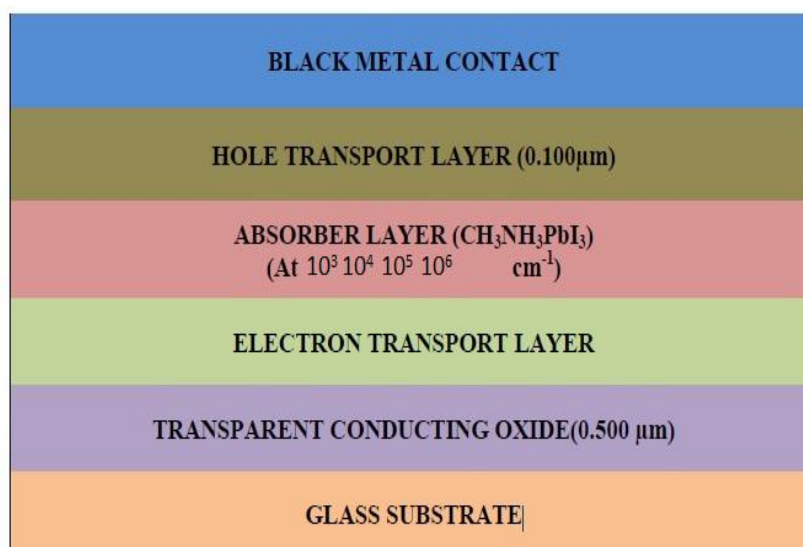 BLACK METAL CONTACT
HOLE TRANSPORT LAYER (0.100µm)
ABSORBER LAYER (CH₃NH₃PbI₃)
(At 10³ 10⁴ 10⁵ 10⁶ cm⁻¹)
ELECTRON TRANSPORT LAYER
TRANSPARENT CONDUCTING OXIDE(0.500 µm)
GLASS SUBSTRATE